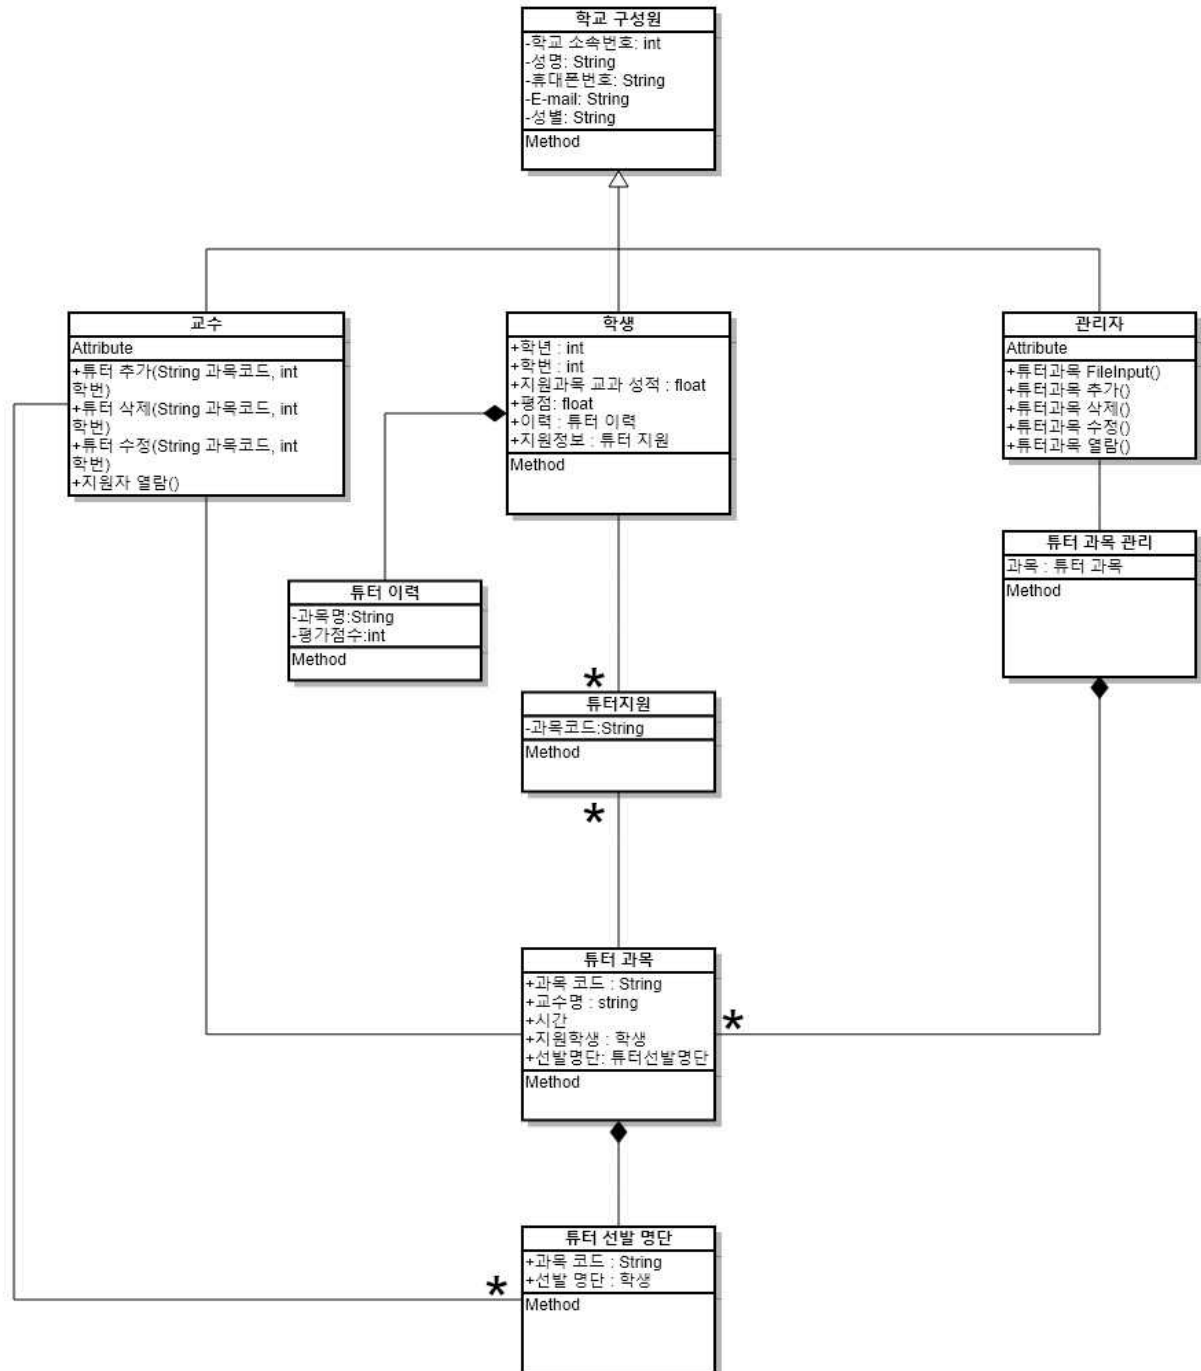 학교 구성원
-학교 소속번호: int
-성명: String
-휴대폰번호: String
-E-mail: String
-성별: String
Method
교수
Attribute
+튜터 추가(String 과목코드, int
학번)
+튜터 삭제(String 과목코드, int
학번)
+튜터 수정(String 과목코드, int
학번)
+지원자 열람()
학생
+학년 : int
+학번 : int
+지원과목 교과 성적 : float
+평점: float
+이력 : 튜터 이력
+지원정보 : 튜터 지원
Method
관리자
Attribute
+튜터과목 FileInput()
+튜터과목 추가()
+튜터과목 삭제()
+튜터과목 수정()
+튜터과목 열람()
튜터 과목 관리
과목 : 튜터 과목
Method
튜터 이력
-과목명:String
-평가점수:int
Method
*
튜터지원
-과목코드:String
Method
*
튜터 과목
+과목 코드 : String
+교수명 : string
+시간
+지원학생 : 학생
+선발명단: 튜터선발명단
Method
*
튜터 선발 명단
+과목 코드 : String
+선발 명단 : 학생
Method
*